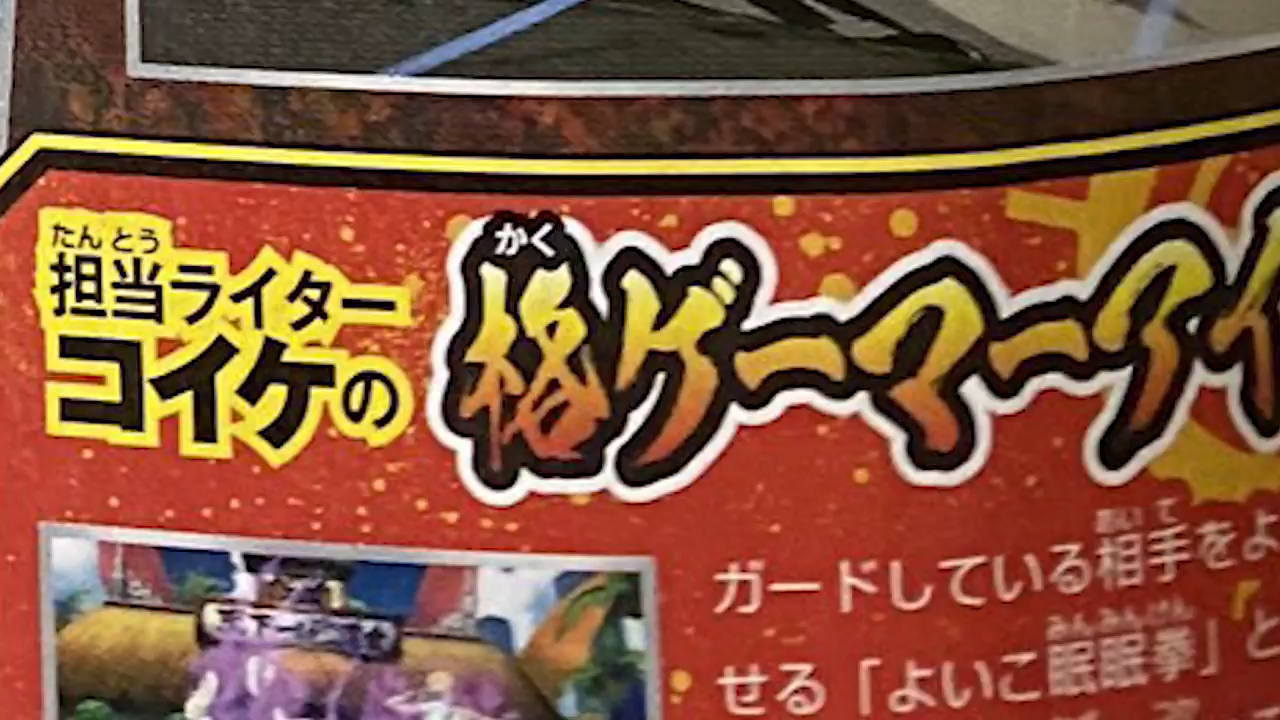 たんとう
担当ライター
コイケの
かく
格ゲーマーアイ
あいて
ガードしている相手をよ
みんみんけん
せる「よいこ眠眠拳」と